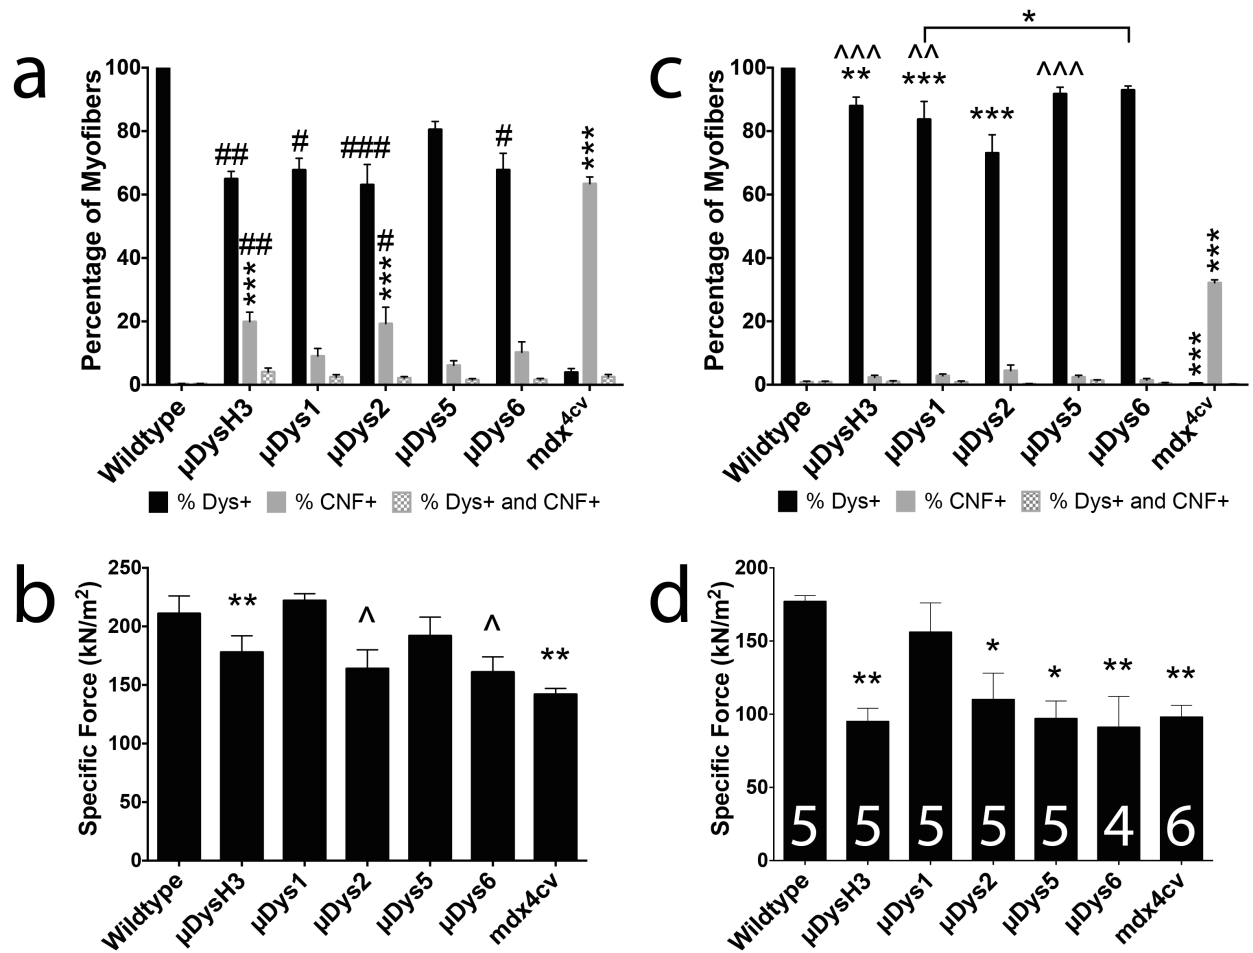 a
Percentage of Myofibers
100
80
60
40
20
0
##
#
###
#
***
##
***
#
***
Wildtype
µDysH3
µDys1
µDys2
µDys5
µDys6
mdx4cv
% Dys+ % CNF+ % Dys+ and CNF+
c
Percentage of Myofibers
100
80
60
40
20
0
*
^^^
**
^^
***
***
^^^
***
***
Wildtype
µDysH3
µDys1
µDys2
µDys5
µDys6
mdx4cv
% Dys+ % CNF+ % Dys+ and CNF+
b
Specific Force (kN/m2)
250
200
150
100
50
0
**
^
^
**
Wildtype
µDysH3
µDys1
µDys2
µDys5
µDys6
mdx4cv
d
Specific Force (kN/m2)
200
150
100
50
0
**
*
*
**
**
5 5 5 5 5 4 6
Wildtype
µDysH3
µDys1
µDys2
µDys5
µDys6
mdx4cv